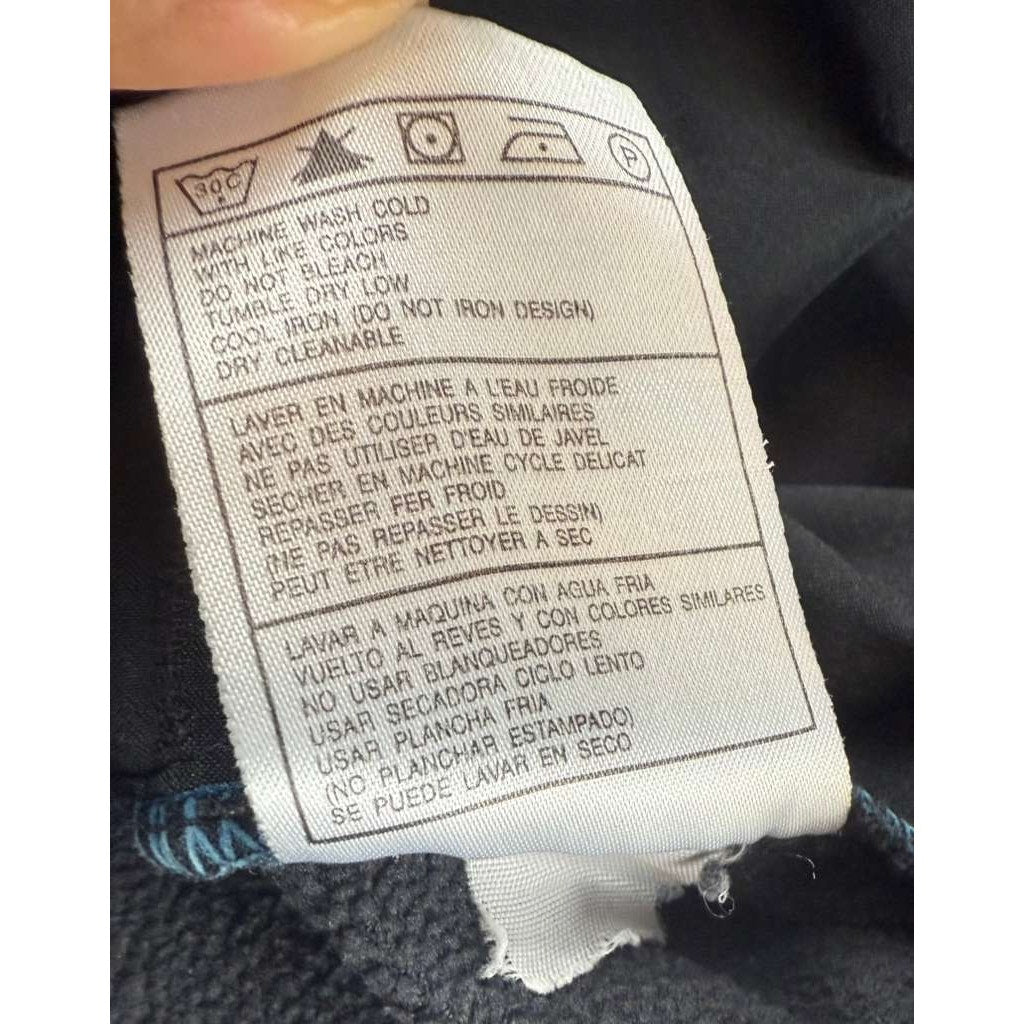 30C P
MACHINE WASH COLD
WITH LIKE COLORS
DO NOT BLEACH
TUMBLE DRY LOW
COOL IRON (DO NOT IRON DESIGN)
DRY CLEANABLE
LAVER EN MACHINE A L'EAU FROIDE
AVEC DES COULEURS SIMILAIRES
NE PAS UTILISER D'EAU DE JAVEL
SECHER EN MACHINE CYCLE DELICAT
REPASSER FER FROID
(NE PAS REPASSER LE DESSIN)
PEUT ETRE NETTOYER A SEC
LAVAR A MAQUINA CON AGUA FRIA
VUELTO AL REVES Y CON COLORES SIMILARES
NO USAR BLANQUEADORES
USAR SECADORA CICLO LENTO
USAR PLANCHA FRIA
(NO PLANCHAR ESTAMPADO)
SE PUEDE LAVAR EN SECO